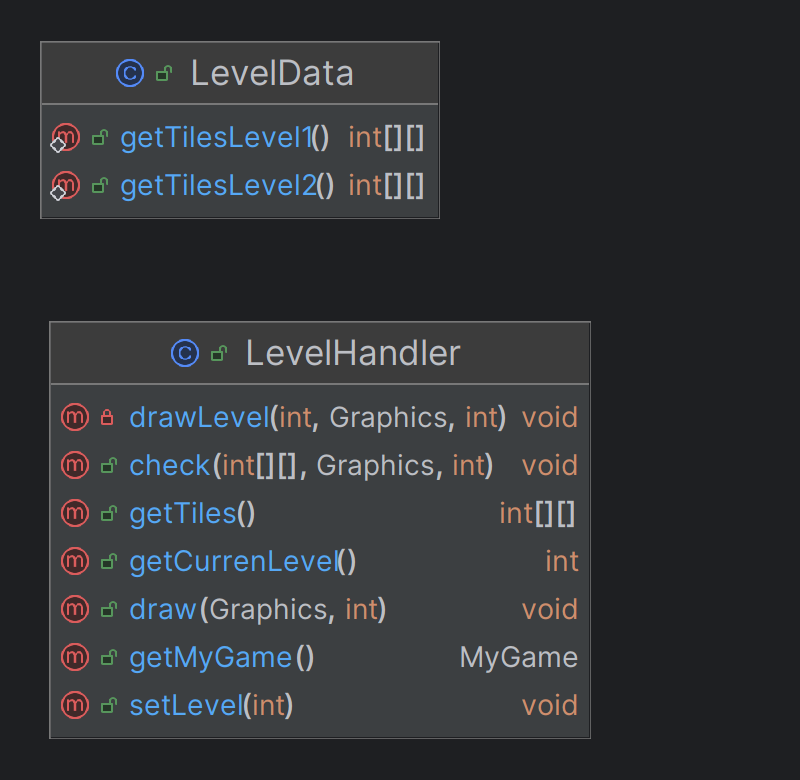 LevelData
getTilesLevel1() int[][]
getTilesLevel2() int[][]
LevelHandler
drawLevel(int, Graphics, int) void
check(int[][], Graphics, int) void
getTiles() int[][]
getCurrenLevel() int
draw(Graphics, int) void
getMyGame() MyGame
setLevel(int) void